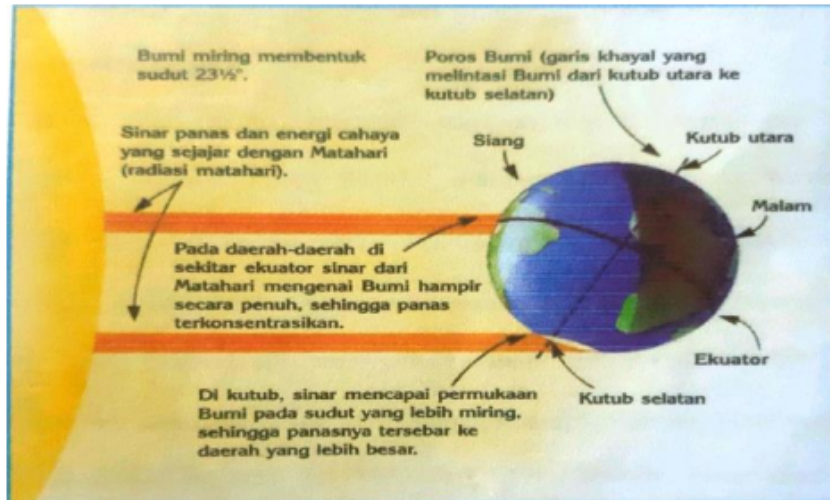 Bumi miring membentuk
sudut 23½°.
Poros Bumi (garis khayal yang
melintasi Bumi dari kutub utara ke
kutub selatan)
Sinar panas dan energi cahaya
yang sejajar dengan Matahari
(radiasi matahari).
Siang
Kutub utara
Malam
Pada daerah-daerah di
sekitar ekuator sinar dari
Matahari mengenai Bumi hampir
secara penuh, sehingga panas
terkonsentrasikan.
Ekuator
Di kutub, sinar mencapai permukaan
Bumi pada sudut yang lebih miring,
sehingga panasnya tersebar ke
daerah yang lebih besar.
Kutub selatan